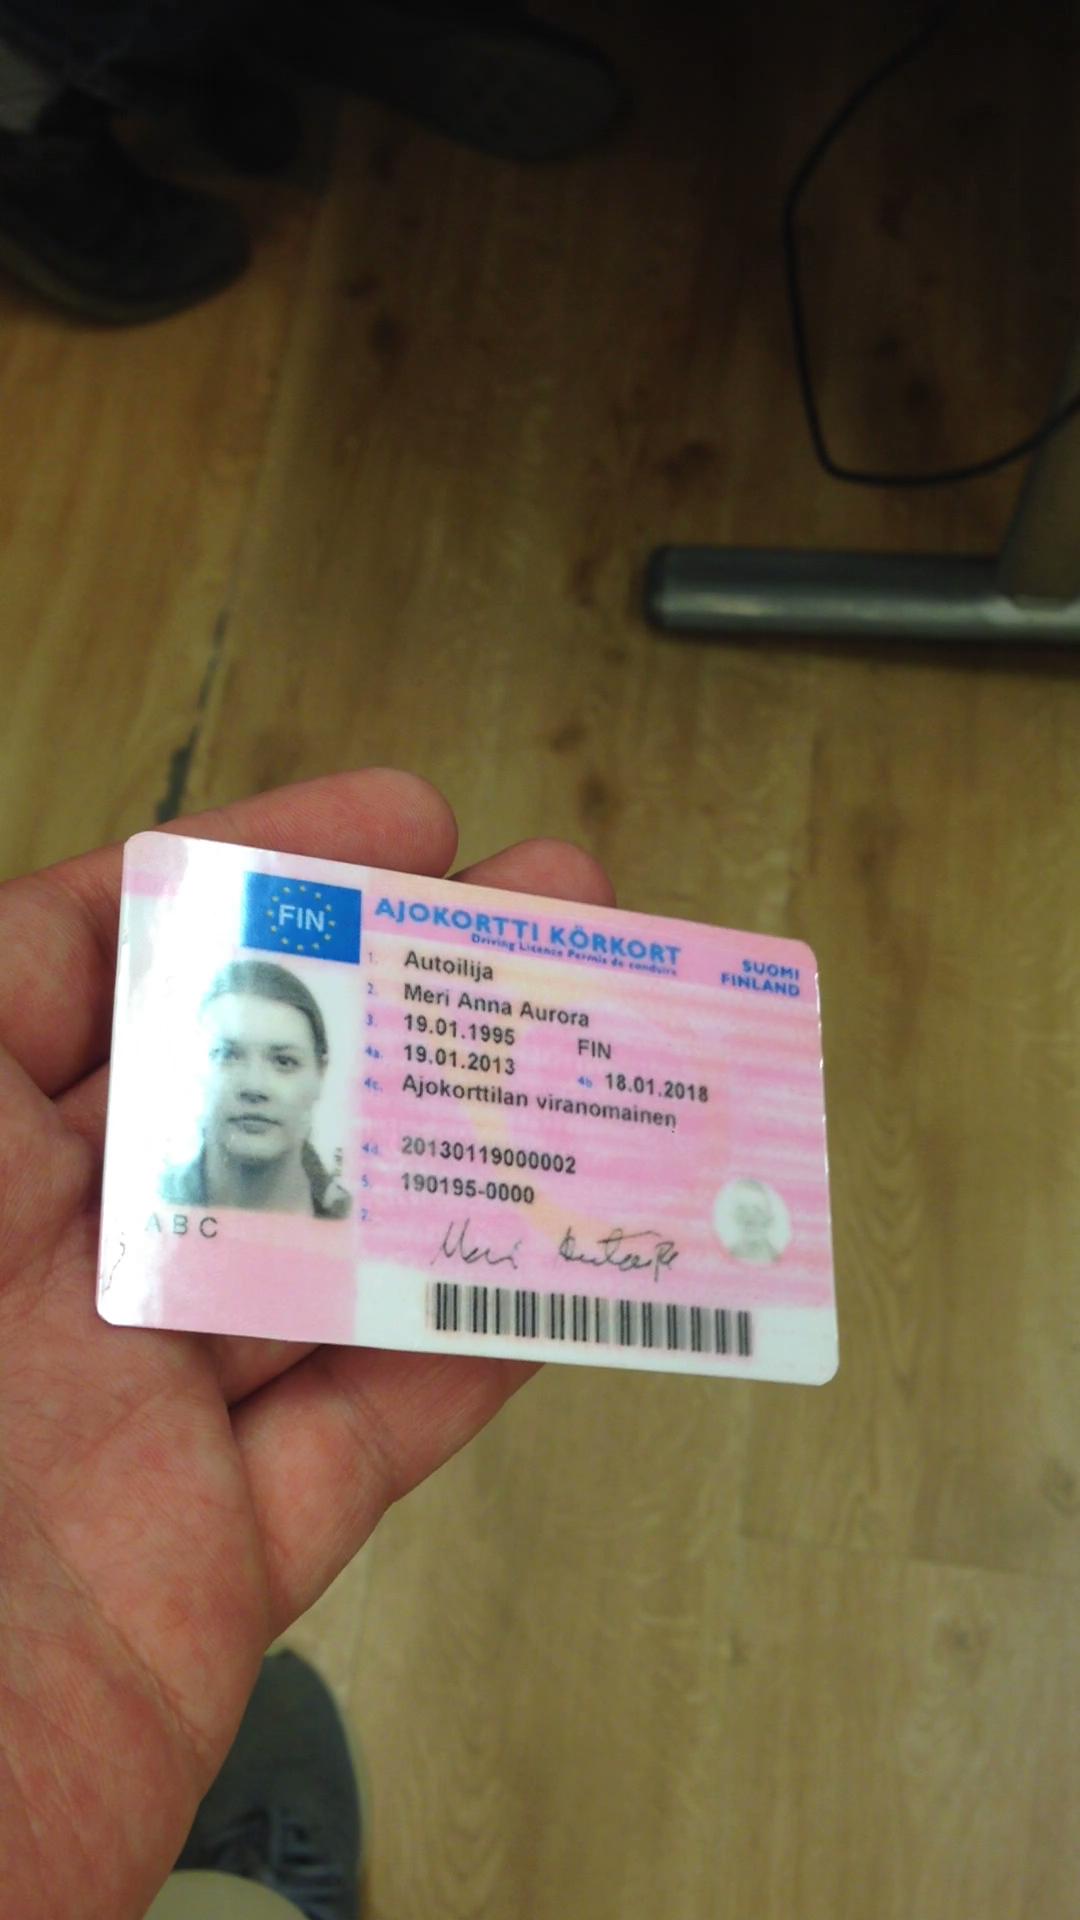 FIN
AJOKORTTI KÖRKORT
Driving Licence Permis de conduire
SUOMI
FINLAND
1. Autoilija
2. Meri Anna Aurora
3. 19.01.1995 FIN
4a. 19.01.2013 4b 18.01.2018
4c. Ajokorttilan viranomainen
4d. 20130119000002
5. 190195-0000
7. Meri Autoilija
A B C